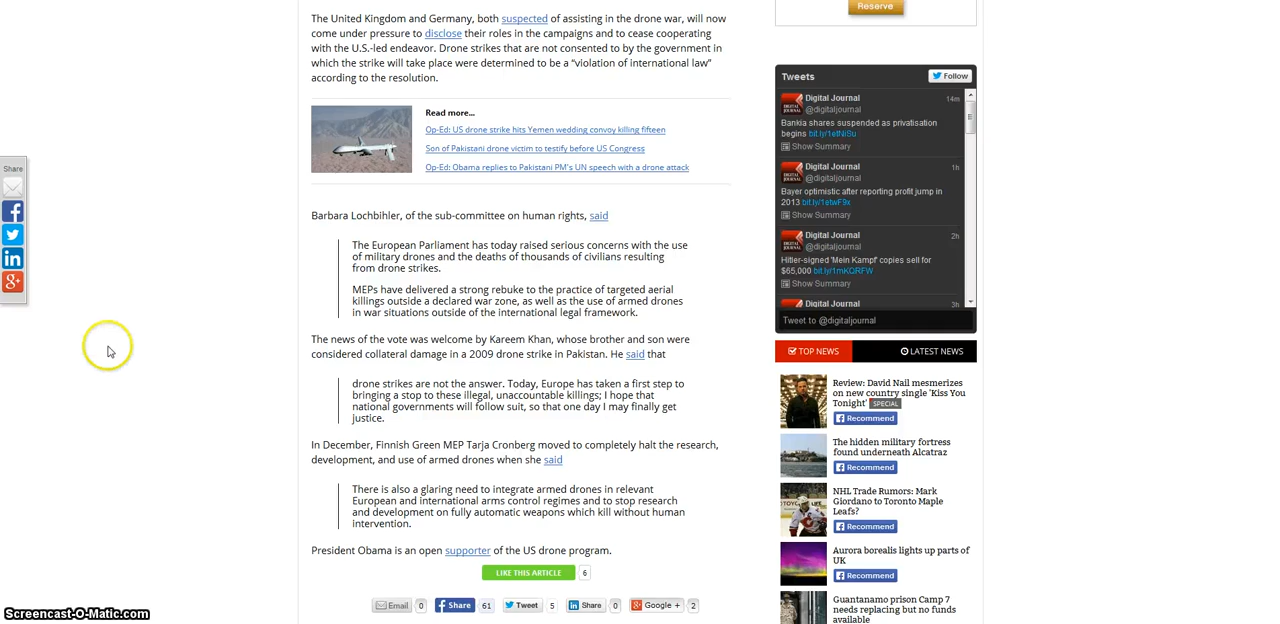 The United Kingdom and Germany, both suspected of assisting in the drone war, will now
come under pressure to disclose their roles in the campaigns and to cease cooperating
with the U.S.-led endeavor. Drone strikes that are not consented to by the government in
which the strike will take place were determined to be a “violation of international law”
according to the resolution.
Read more...
Op-Ed: US drone strike hits Yemen wedding convoy killing fifteen
Son of Pakistani drone victim to testify before US Congress
Op-Ed: Obama replies to Pakistani PM's UN speech with a drone attack
Barbara Lochbihler, of the sub-committee on human rights, said
The European Parliament has today raised serious concerns with the use
of military drones and the deaths of thousands of civilians resulting
from drone strikes.
MEPs have delivered a strong rebuke to the practice of targeted aerial
killings outside a declared war zone, as well as the use of armed drones
in war situations outside of the international legal framework.
The news of the vote was welcome by Kareem Khan, whose brother and son were
considered collateral damage in a 2009 drone strike in Pakistan. He said that
drone strikes are not the answer. Today, Europe has taken a first step to
bringing a stop to these illegal, unaccountable killings; I hope that
national governments will follow suit, so that one day I may finally get
justice.
In December, Finnish Green MEP Tarja Cronberg moved to completely halt the research,
development, and use of armed drones when she said
There is also a glaring need to integrate armed drones in relevant
European and international arms control regimes and to stop research
and development on fully automatic weapons which kill without human
intervention.
President Obama is an open supporter of the US drone program.
LIKE THIS ARTICLE 6
Email 0 Share 61 Tweet 5 Share 0 Google + 2
Share
Reserve
Tweets Follow
Digital Journal 14m
@digitaljournal
Bankia shares suspended as privatisation
begins bit.ly/1etNiSu
Show Summary
Digital Journal 1h
@digitaljournal
Bayer optimistic after reporting profit jump in
2013 bit.ly/1etwF9x
Show Summary
Digital Journal 2h
@digitaljournal
Hitler-signed 'Mein Kampf' copies sell for
$65,000 bit.ly/1mKQRFW
Show Summary
Digital Journal 3h
Tweet to @digitaljournal
TOP NEWS LATEST NEWS
Review: David Nail mesmerizes
on new country single 'Kiss You
Tonight' SPECIAL
Recommend
The hidden military fortress
found underneath Alcatraz
Recommend
NHL Trade Rumors: Mark
Giordano to Toronto Maple
Leafs?
Recommend
Aurora borealis lights up parts of
UK
Recommend
Guantanamo prison Camp 7
needs replacing but no funds
available
Screencast-O-Matic.com